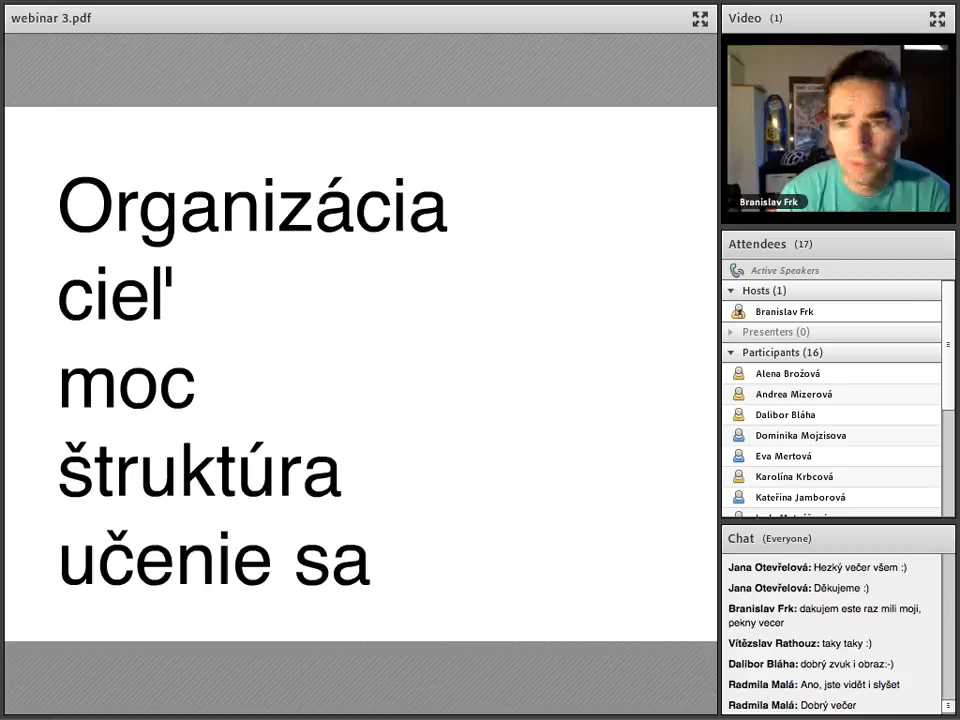 webinar 3.pdf
Organizácia
cieľ
moc
štruktúra
učenie sa
Video (1)
Branislav Frk
Attendees (17)
Active Speakers
Hosts (1)
Branislav Frk
Presenters (0)
Participants (16)
Alena Brožová
Andrea Mizerová
Dalibor Bláha
Dominika Mojzisova
Eva Mertová
Karolína Krbcová
Kateřina Jamborová
Chat (Everyone)
Jana Otevřelová: Hezký večer všem :)
Jana Otevřelová: Děkujeme :)
Branislav Frk: dakujem este raz mili moji,
pekny vecer
Vítězslav Rathouz: taky taky :)
Dalibor Bláha: dobrý zvuk i obraz:-)
Radmila Malá: Ano, jste vidět i slyšet
Radmila Malá: Dobrý večer